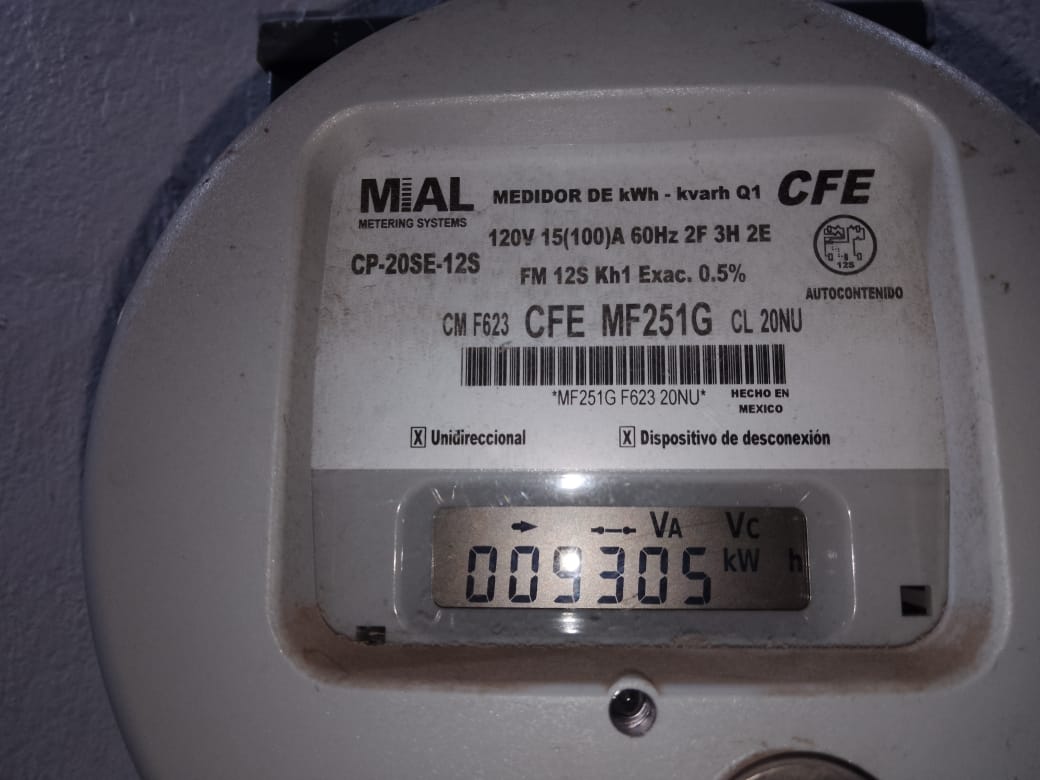 MIAL
METERING SYSTEMS
MEDIDOR DE kWh - kvarh Q1
CFE
120V 15(100)A 60Hz 2F 3H 2E
CP-20SE-12S
FM 12S Kh1 Exac. 0.5%
12S
AUTOCONTENIDO
CM F623 CFE MF251G CL 20NU
*MF251G F623 20NU*
HECHO EN
MEXICO
X Unidireccional
X Dispositivo de desconexión
VA VC
009305 kW h